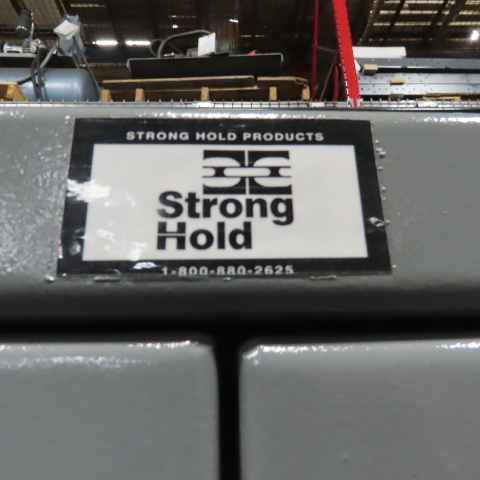 STRONG HOLD PRODUCTS
Strong
Hold
1-800-880-2625